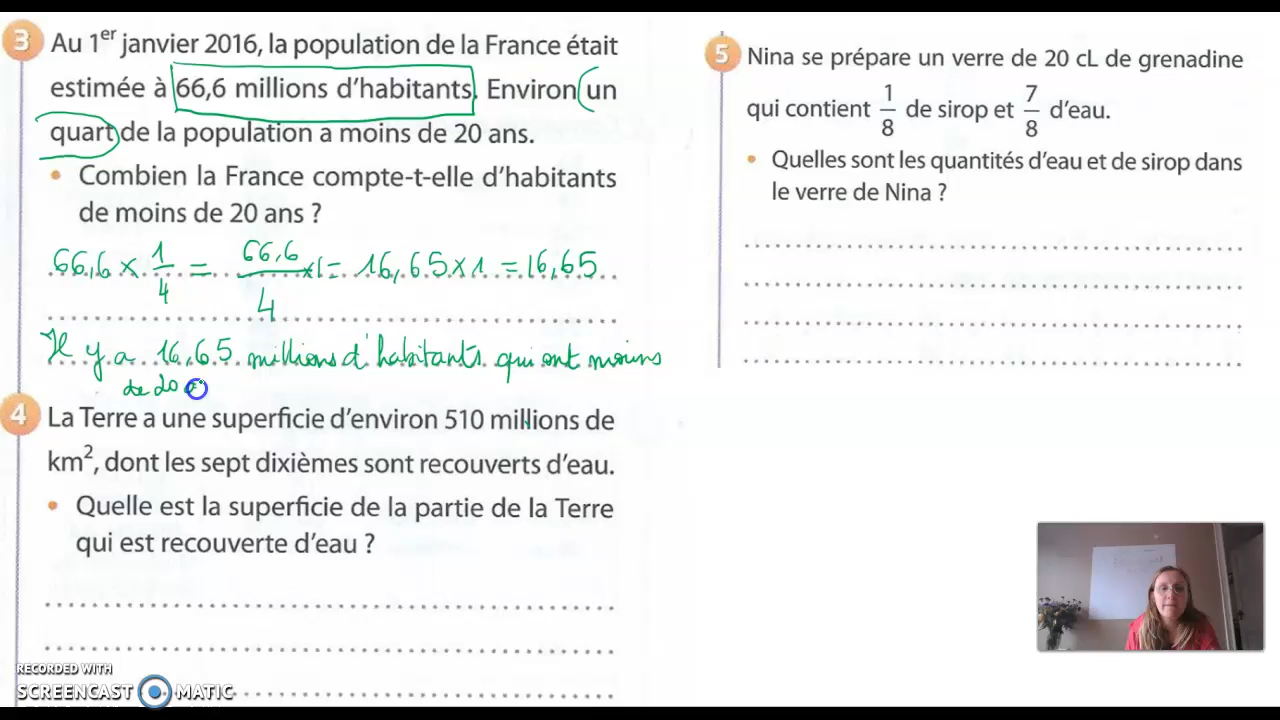 3 Au 1er janvier 2016, la population de la France était
estimée à 66,6 millions d'habitants. Environ un
quart de la population a moins de 20 ans.
• Combien la France compte-t-elle d'habitants
de moins de 20 ans ?
66,6 × 1/4 = 66,6/4 × 1 = 16,65 × 1 = 16,65
Il y a 16,65 millions d'habitants qui ont moins
de 20
4 La Terre a une superficie d'environ 510 millions de
km², dont les sept dixièmes sont recouverts d'eau.
• Quelle est la superficie de la partie de la Terre
qui est recouverte d'eau ?
5 Nina se prépare un verre de 20 cL de grenadine
qui contient 1/8 de sirop et 7/8 d'eau.
• Quelles sont les quantités d'eau et de sirop dans
le verre de Nina ?
RECORDED WITH
SCREENCAST MATIC